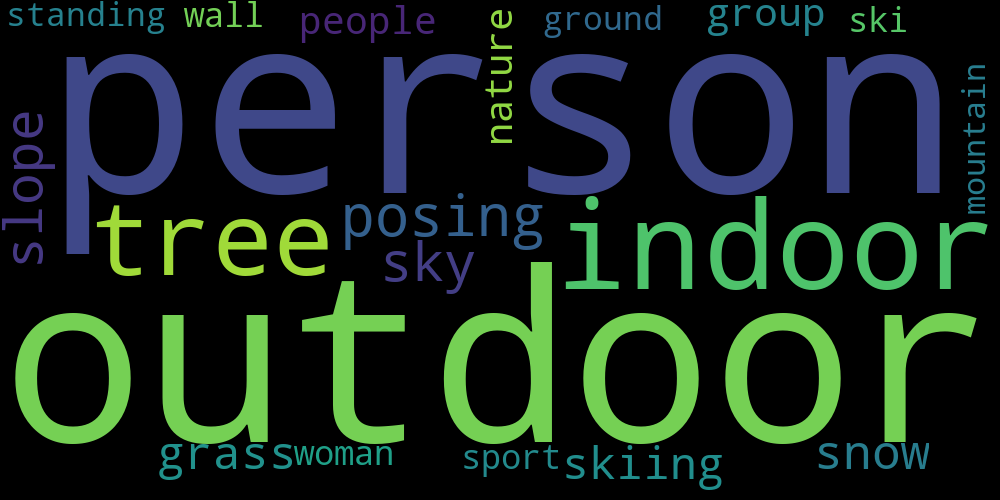 standing wall people nature ground group ski
person
slope
mountain
tree posing indoor
sky
outdoor
grass woman sport skiing snow